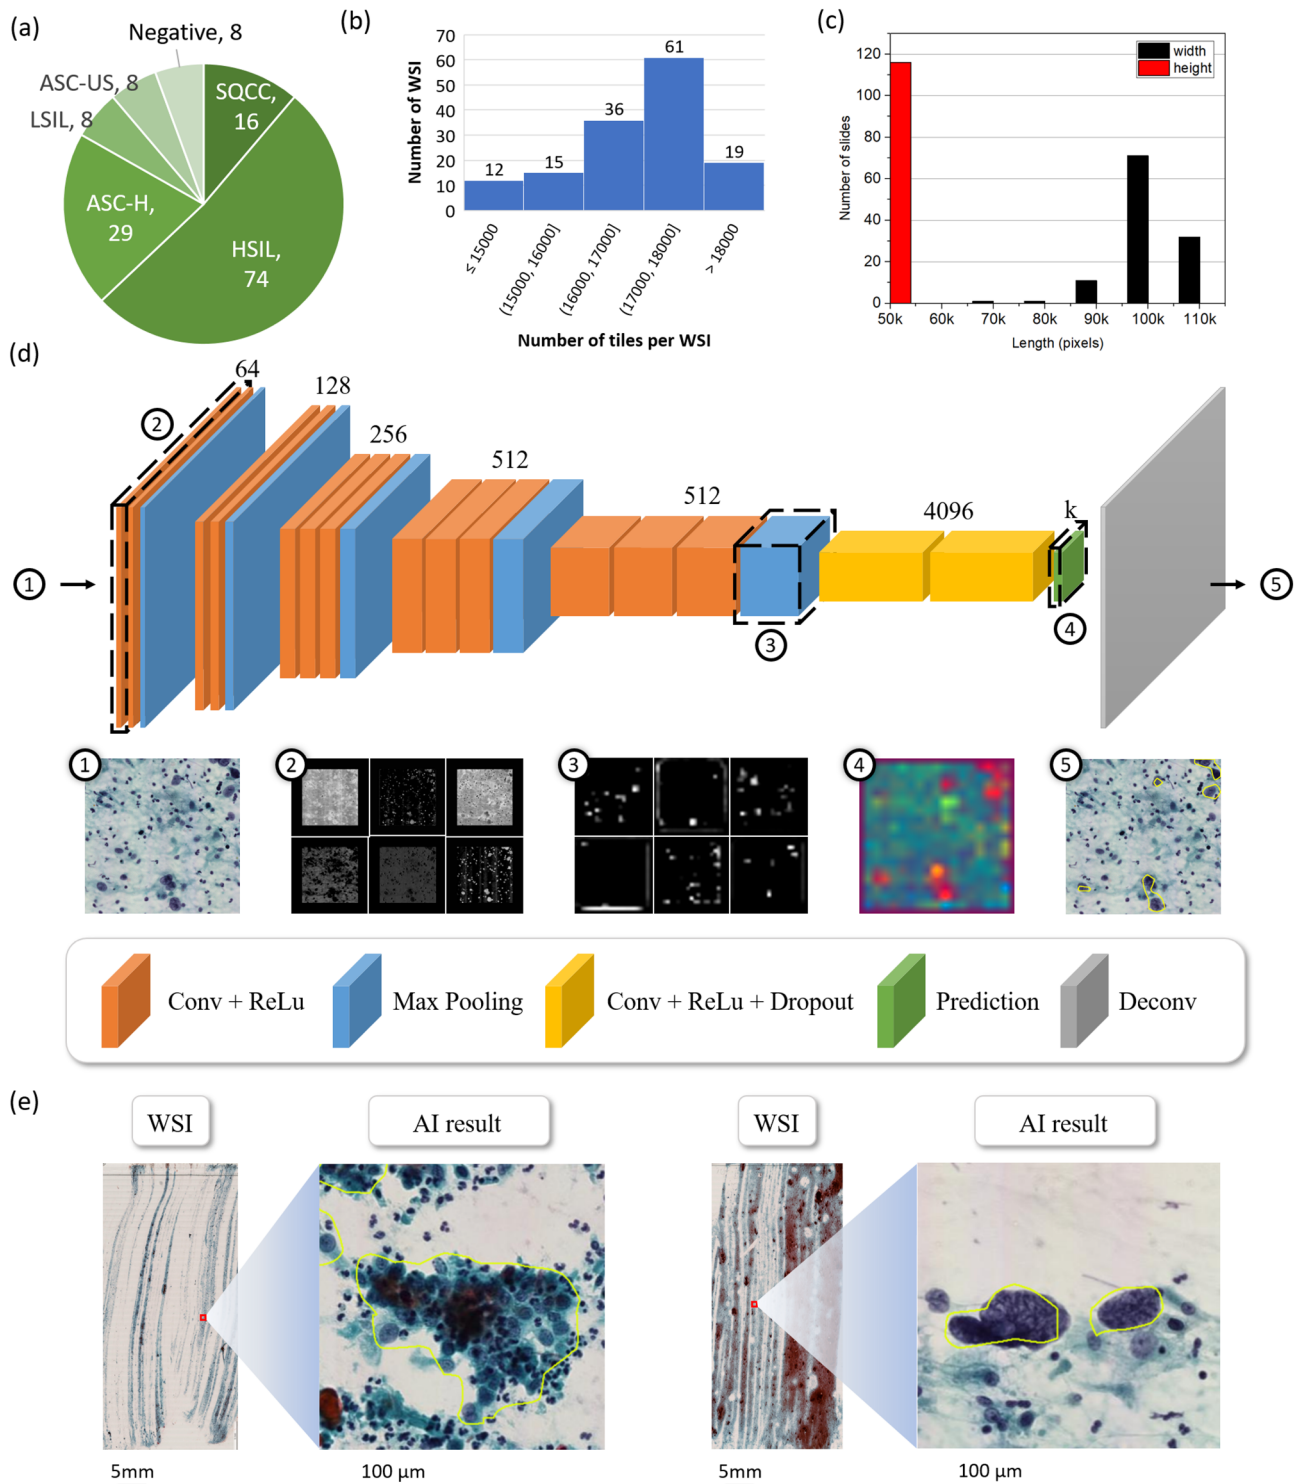 (a)
Negative, 8
ASC-US, 8
LSIL, 8
SQCC,
16
ASC-H,
29
HSIL,
74
(b)
Number of WSI
70
60
50
40
30
20
10
0
12
15
36
61
19
≤ 15000
(15000, 16000]
(16000, 17000]
(17000, 18000]
> 18000
Number of tiles per WSI
(c)
Number of slides
120
100
80
60
40
20
0
width
height
50k
60k
70k
80k
90k
100k
110k
Length (pixels)
(d)
64
128
256
512
512
4096
k
1
2
3
4
5
1
2
3
4
5
Conv + ReLu
Max Pooling
Conv + ReLu + Dropout
Prediction
Deconv
(e)
WSI
AI result
WSI
AI result
5mm
100 μm
5mm
100 μm